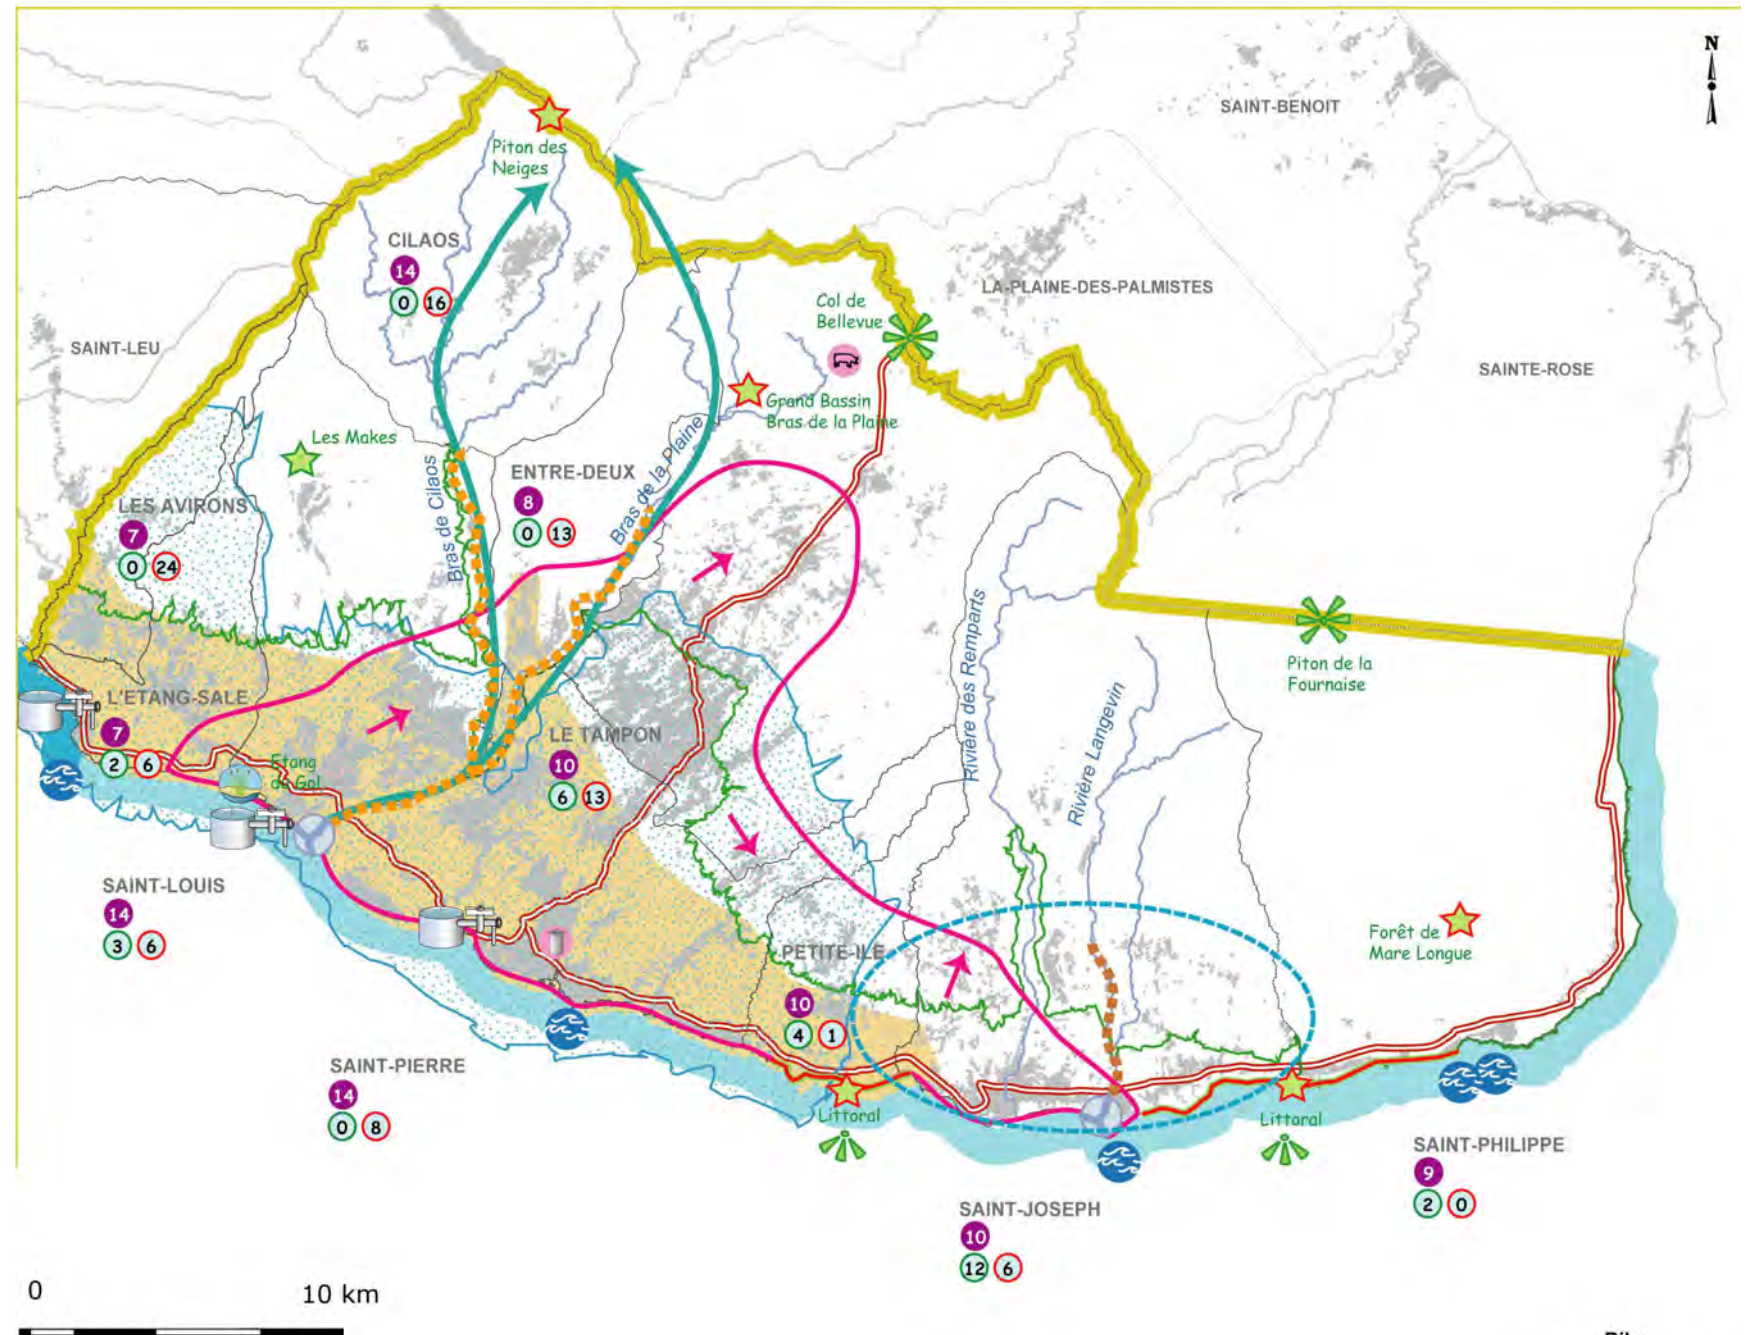 N
SAINT-BENOIT
Piton des
Neiges
CILAOS
14
0 16
LA-PLAINE-DES-PALMISTES
Col de
Bellevue
SAINT-LEU
SAINTE-ROSE
Grand Bassin
Bras de la Plaine
Les Makes
ENTRE-DEUX
8
0 13
Bras de Cilaos
Bras de la Plaine
LES AVIRONS
7
0 24
Rivière des Remparts
Rivière Langevin
Piton de la
Fournaise
L'ETANG-SALE
7
2 6
Etang
du Gol
LE TAMPON
10
6 13
SAINT-LOUIS
14
3 6
PETITE-ILE
10
4 1
Forêt de
Mare Longue
SAINT-PIERRE
14
0 8
Littoral
Littoral
SAINT-PHILIPPE
9
2 0
SAINT-JOSEPH
10
12 6
0 10 km